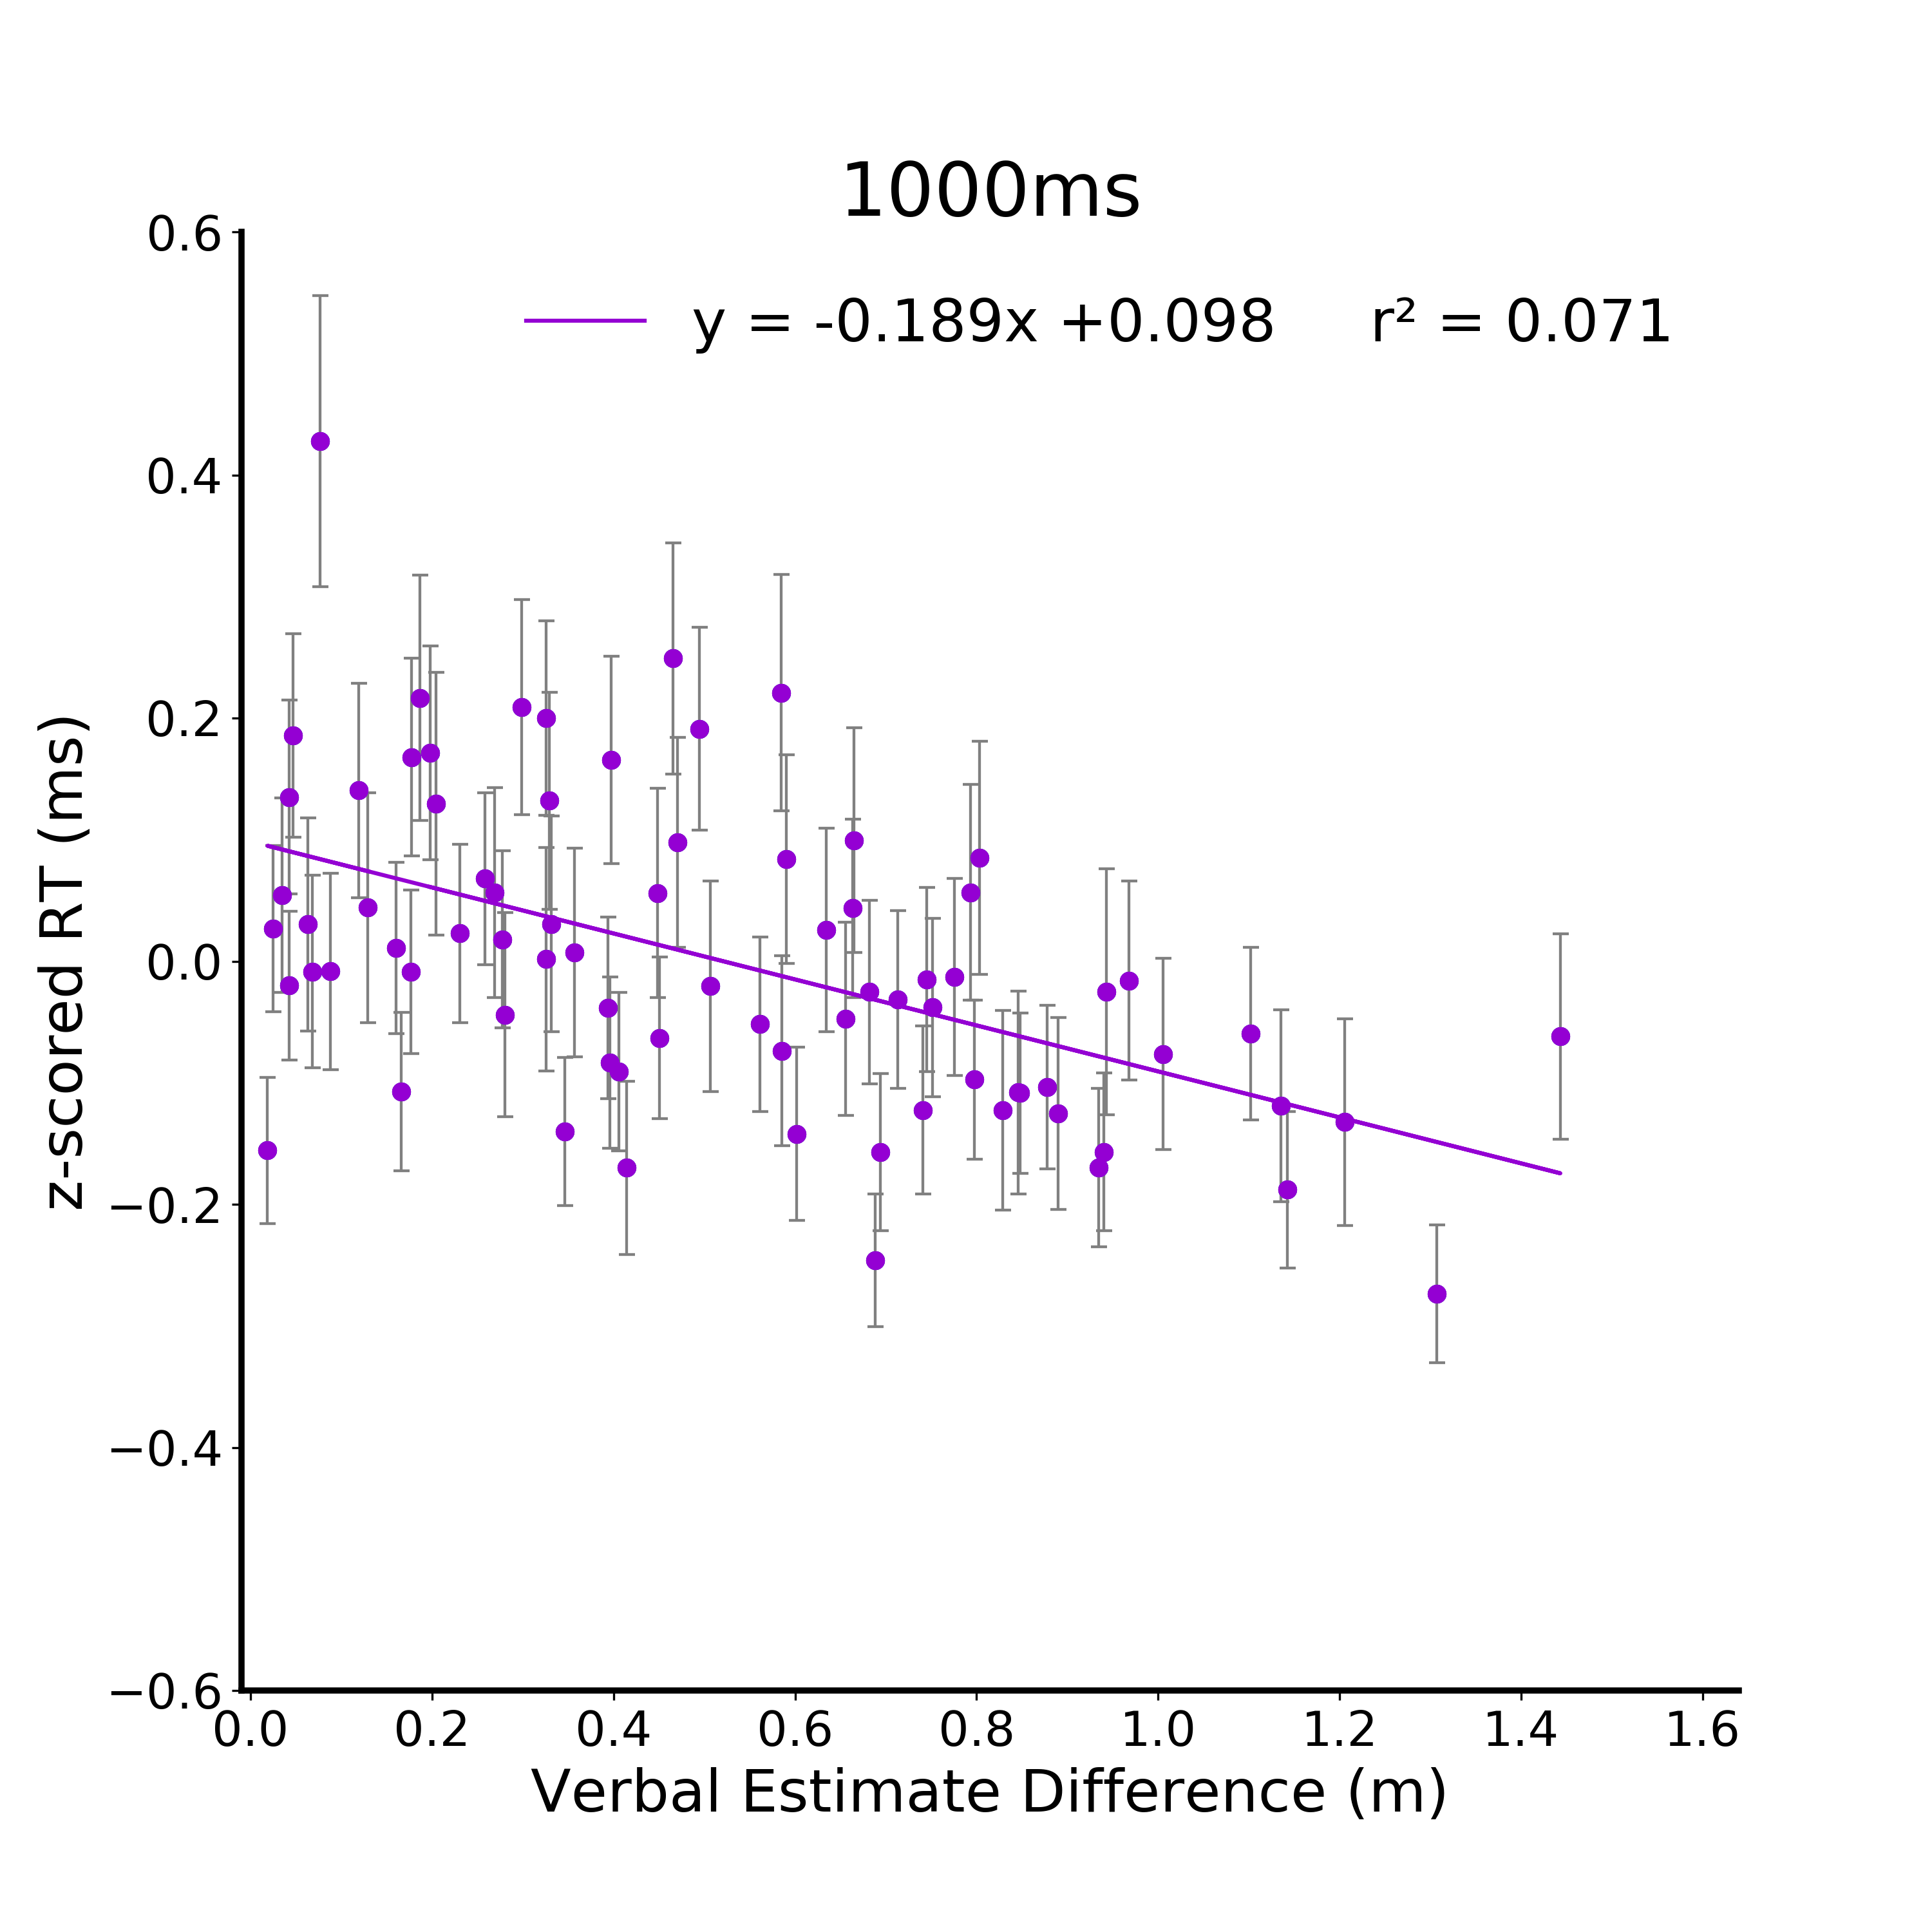 1000ms
y = -0.189x +0.098 r² = 0.071
z-scored RT (ms)
0.6
0.4
0.2
0.0
−0.2
−0.4
−0.6
0.0 0.2 0.4 0.6 0.8 1.0 1.2 1.4 1.6
Verbal Estimate Difference (m)